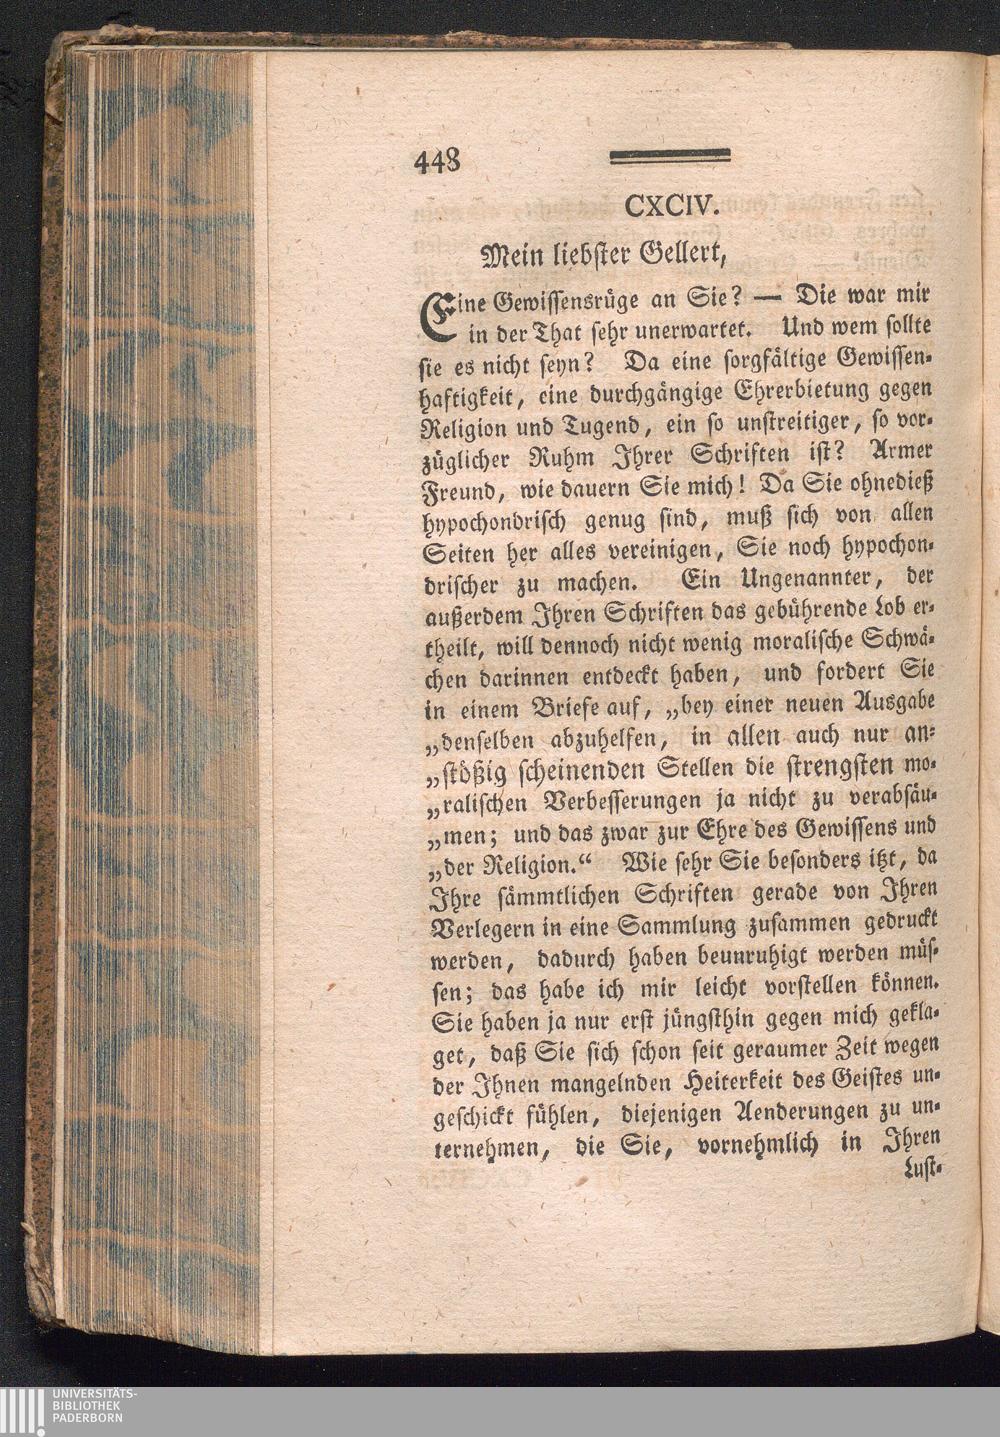 448
CXCIV.
Mein liebster Gellert,
Eine Gewissensrüge an Sie? — Die war mir
in der That sehr unerwartet. Und wem sollte
sie es nicht seyn? Da eine sorgfältige Gewissen-
haftigkeit, eine durchgängige Ehrerbietung gegen
Religion und Tugend, ein so unstreitiger, so vor-
züglicher Ruhm Ihrer Schriften ist? Armer
Freund, wie dauern Sie mich! Da Sie ohnedieß
hypochondrisch genug sind, muß sich von allen
Seiten her alles vereinigen, Sie noch hypochon-
drischer zu machen. Ein Ungenannter, der
außerdem Ihren Schriften das gebührende Lob er-
theilt, will dennoch nicht wenig moralische Schwä-
chen darinnen entdeckt haben, und fordert Sie
in einem Briefe auf, „bey einer neuen Ausgabe
„denselben abzuhelfen, in allen auch nur an-
„stößig scheinenden Stellen die strengsten mo-
„ralischen Verbesserungen ja nicht zu verabsäu-
„men; und das zwar zur Ehre des Gewissens und
„der Religion.“ Wie sehr Sie besonders itzt, da
Ihre sämmtlichen Schriften gerade von Ihren
Verlegern in eine Sammlung zusammen gedruckt
werden, dadurch haben beunruhigt werden müs-
sen; das habe ich mir leicht vorstellen können.
Sie haben ja nur erst jüngsthin gegen mich gekla-
get, daß Sie sich schon seit geraumer Zeit wegen
der Ihnen mangelnden Heiterkeit des Geistes un-
geschickt fühlen, diejenigen Aenderungen zu un-
ternehmen, die Sie, vornehmlich in Ihren
Lust-
UNIVERSITÄTS-
BIBLIOTHEK
PADERBORN